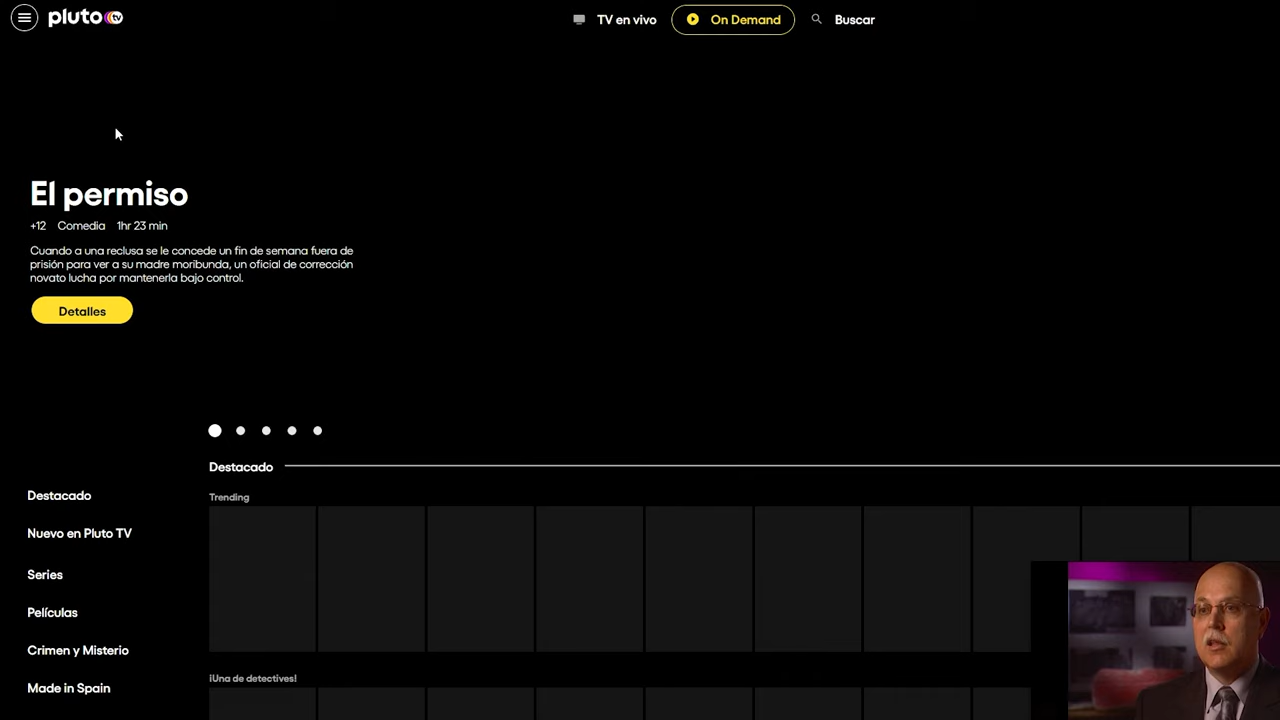 pluto tv
TV en vivo
On Demand
Buscar
El permiso
+12 Comedia 1hr 23 min
Cuando a una reclusa se le concede un fin de semana fuera de
prisión para ver a su madre moribunda, un oficial de corrección
novato lucha por mantenerla bajo control.
Detalles
Destacado
Trending
Destacado
Nuevo en Pluto TV
Series
Películas
Crimen y Misterio
Made in Spain
¡Una de detectives!